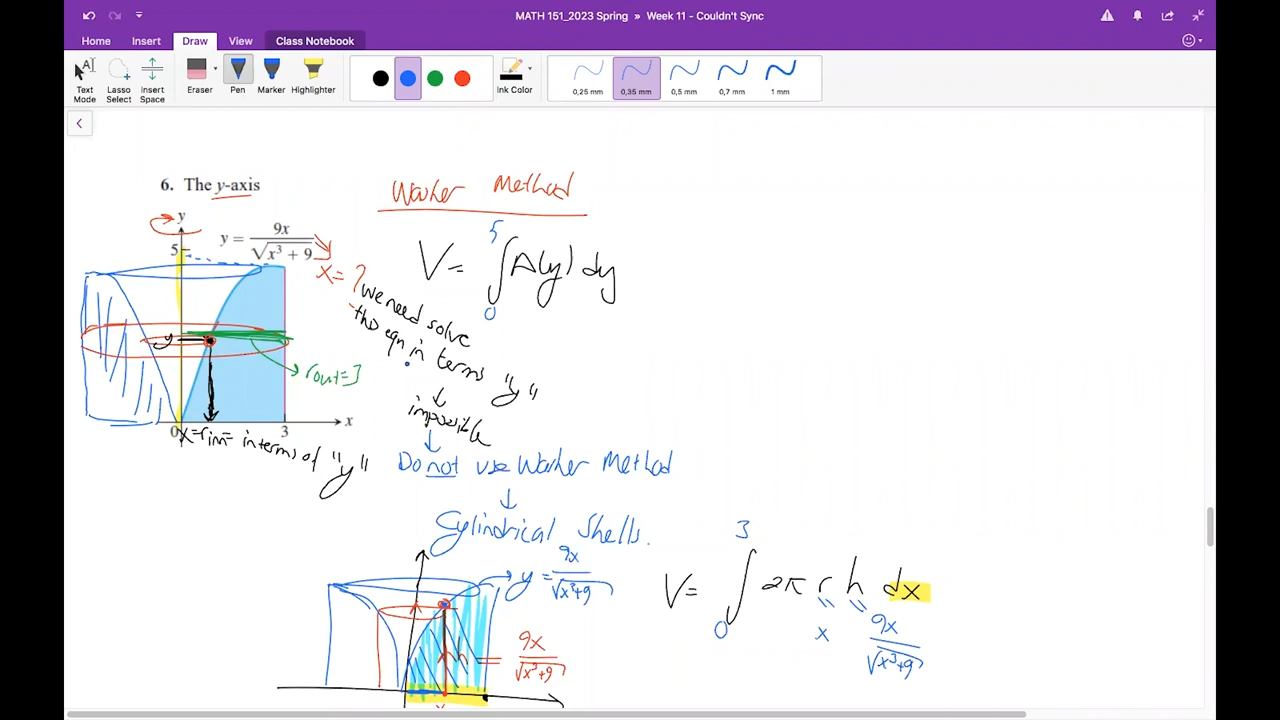 MATH 151_2023 Spring » Week 11 - Couldn't Sync
Home Insert Draw View Class Notebook
Text Mode
Lasso Select
Insert Space
Eraser
Pen
Marker
Highlighter
Ink Color
0,25 mm
0,35 mm
0,5 mm
0,7 mm
1 mm
6. The y-axis
Washer Method
y
y = 9x / √(x³ + 9)
5
x = ?
V = ∫₀⁵ A(y) dy
we need solve
the eqn in terms "y"
y
rout=3
impossible
0 3 x
x=rin= in terms of "y"
Do not use Washer Method
Cylindrical Shells.
y = 9x / √(x³+9)
V = ∫₀³ 2π r h dx
x
9x / √(x³+9)
h = 9x / √(x³+9)